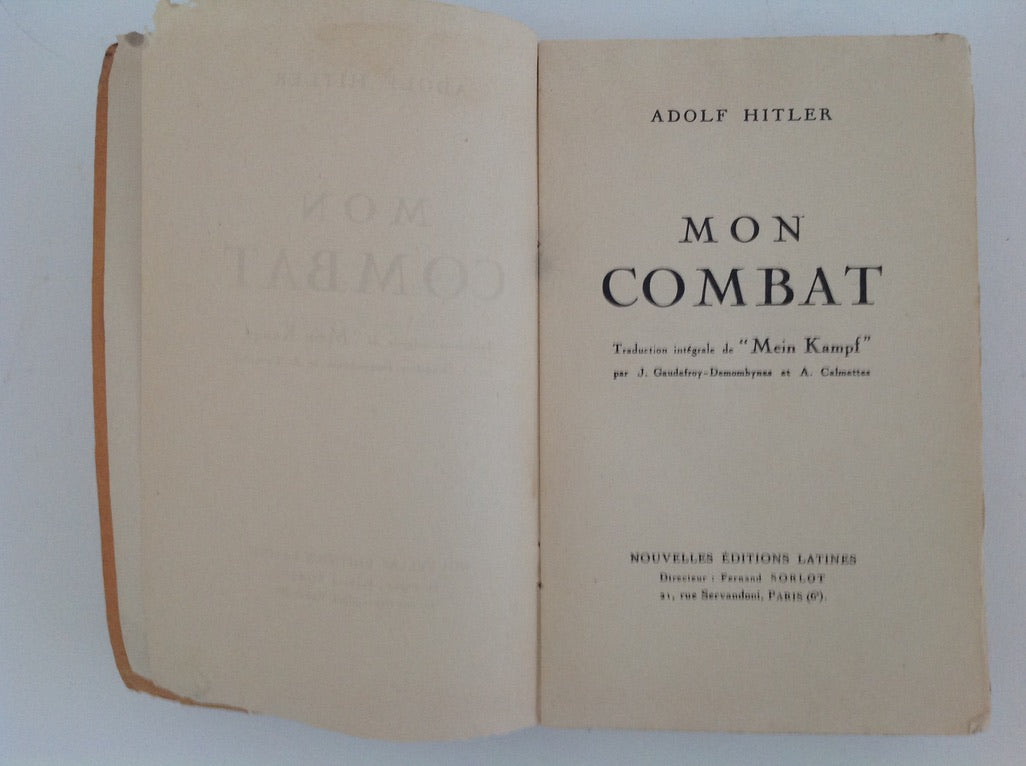 ADOLF HITLER
MON
COMBAT
Traduction intégrale de "Mein Kampf"
par J. Gaudefroy-Demombynes et A. Calmettes
NOUVELLES ÉDITIONS LATINES
Directeur : Fernand SORLOT
21, rue Servandoni, PARIS (6e).